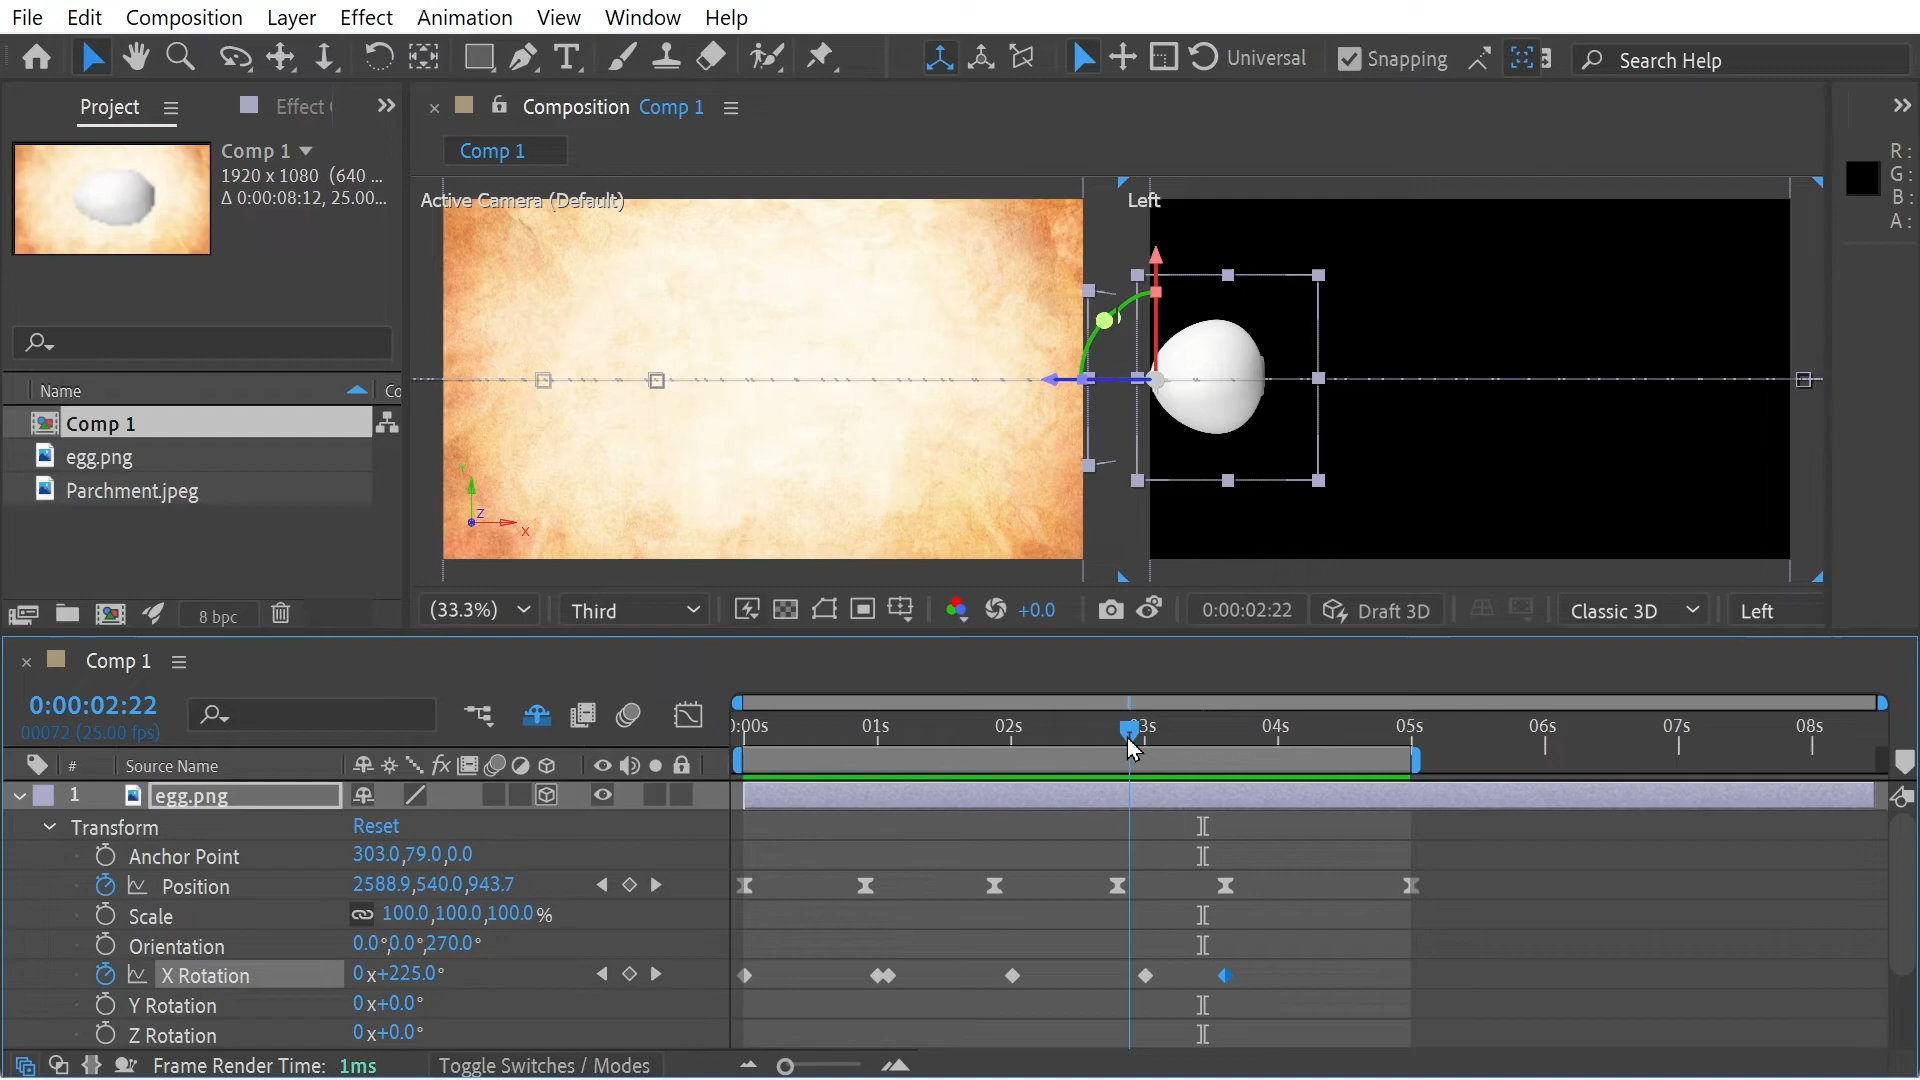 File Edit Composition Layer Effect Animation View Window Help
Universal Snapping Search Help
Project Effect Composition Comp 1
Comp 1
1920 x 1080 (640 ...
Δ 0:00:08:12, 25.00...
Comp 1
Active Camera (Default)
Left
R :
G :
B :
A :
Y
Z
X
Name Co
Comp 1
egg.png
Parchment.jpeg
8 bpc
(33.3%) Third +0.0 0:00:02:22 Draft 3D Classic 3D Left
Comp 1
0:00:02:22
00072 (25.00 fps)
0:00s 01s 02s 03s 04s 05s 06s 07s 08s
# Source Name fx
1 egg.png
Transform Reset
Anchor Point 303.0,79.0,0.0
Position 2588.9,540.0,943.7
Scale 100.0,100.0,100.0%
Orientation 0.0°,0.0°,270.0°
X Rotation 0x+225.0°
Y Rotation 0x+0.0°
Z Rotation 0x+0.0°
Frame Render Time: 1ms Toggle Switches / Modes